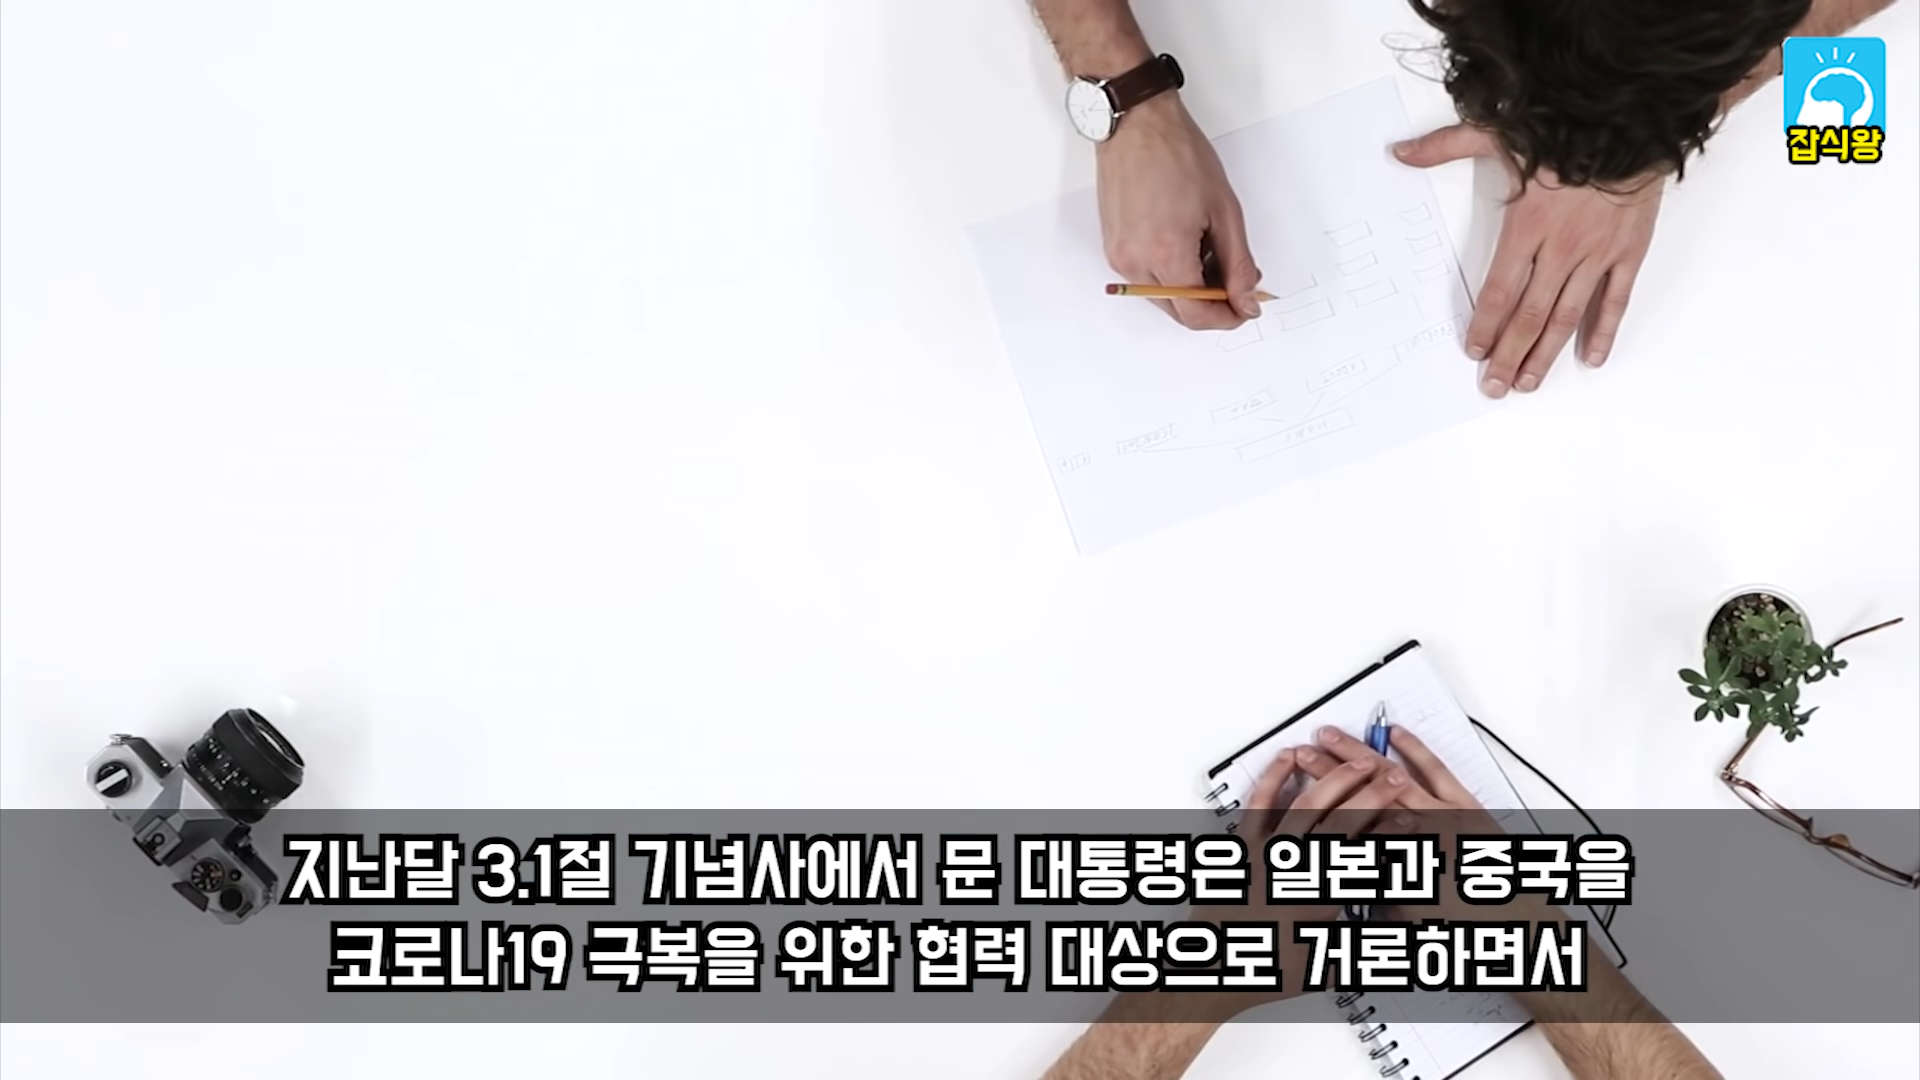 잡식왕
지난달 3.1절 기념사에서 문 대통령은 일본과 중국을
코로나19 극복을 위한 협력 대상으로 거론하면서